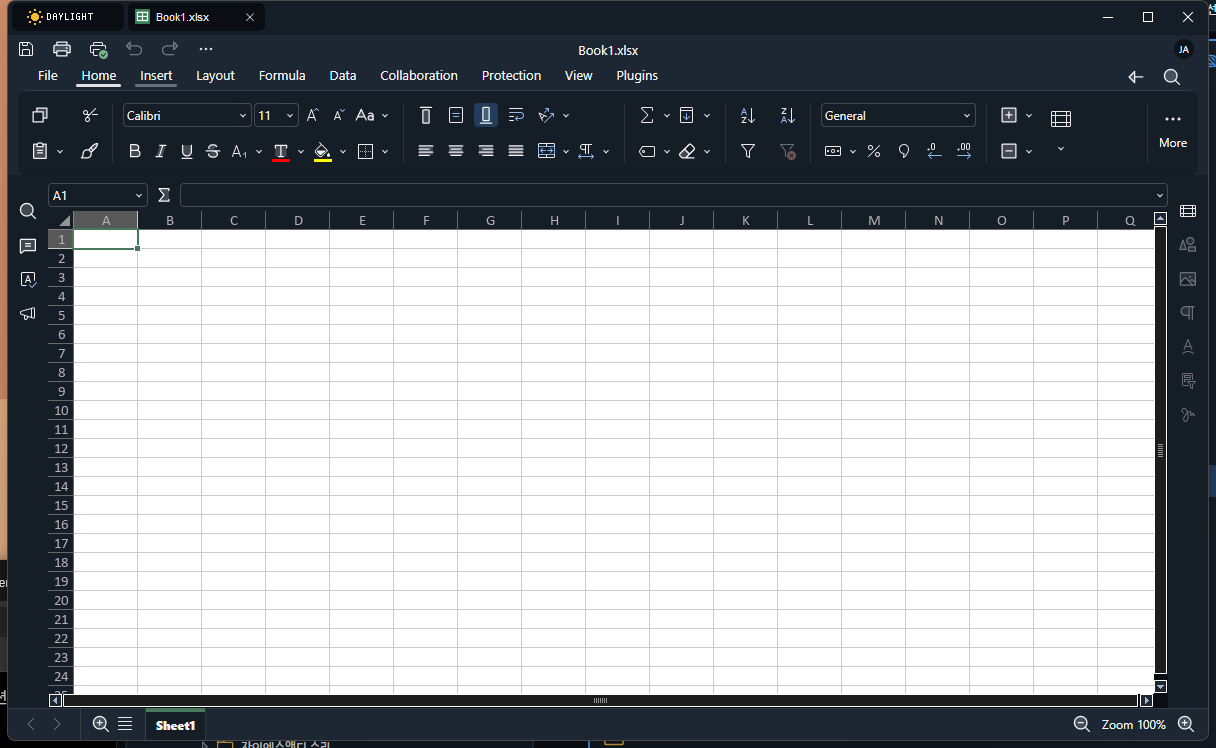 DAYLIGHT
Book1.xlsx
Book1.xlsx
JA
File Home Insert Layout Formula Data Collaboration Protection View Plugins
Calibri 11 General
More
A1
A B C D E F G H I J K L M N O P Q
1
2
3
4
5
6
7
8
9
10
11
12
13
14
15
16
17
18
19
20
21
22
23
24
25
Sheet1 Zoom 100%